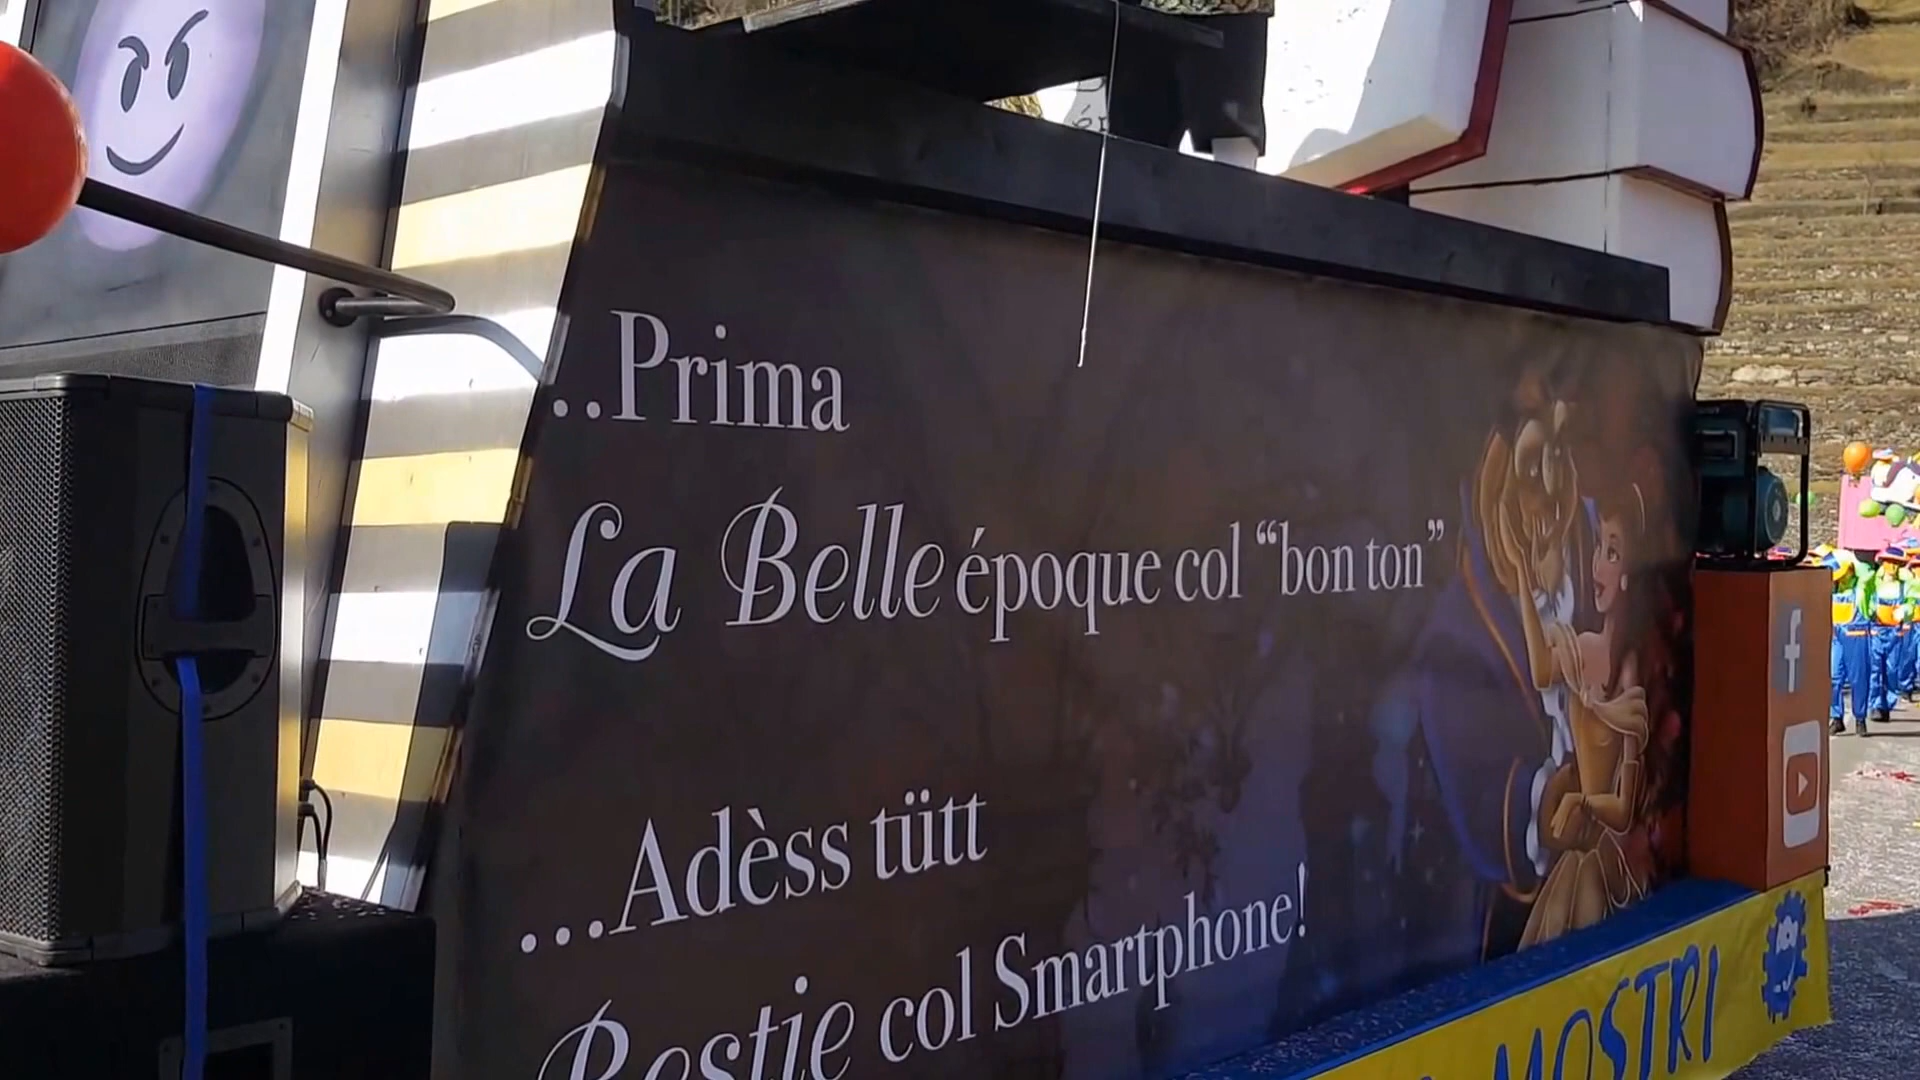 ..Prima
La Belle époque col “bon ton”
...Adèss tütt
Bestie col Smartphone!
MOSTRI